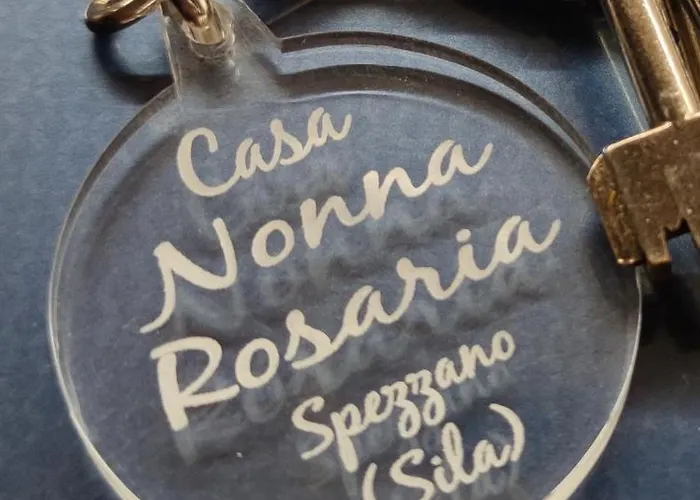 Casa
Nonna
Rosaria
Spezzano
(Sila)